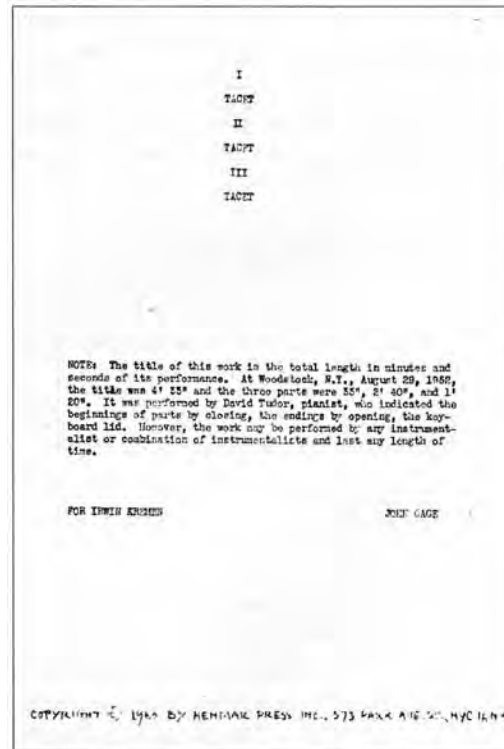 I
TACET
II
TACET
III
TACET
NOTE: The title of this work is the total length in minutes and
seconds of its performance. At Woodstock, N.Y., August 29, 1952,
the title was 4' 33" and the three parts were 33", 2' 40", and 1'
20". It was performed by David Tudor, pianist, who indicated the
beginnings of parts by closing, the endings by opening, the key-
board lid. However, the work may be performed by any instrument-
alist or combination of instrumentalists and last any length of
time.
FOR IRWIN KREMEN
JOHN CAGE
COPYRIGHT © 1960 BY HENMAR PRESS INC., 373 PARK AVE. SO., NYC